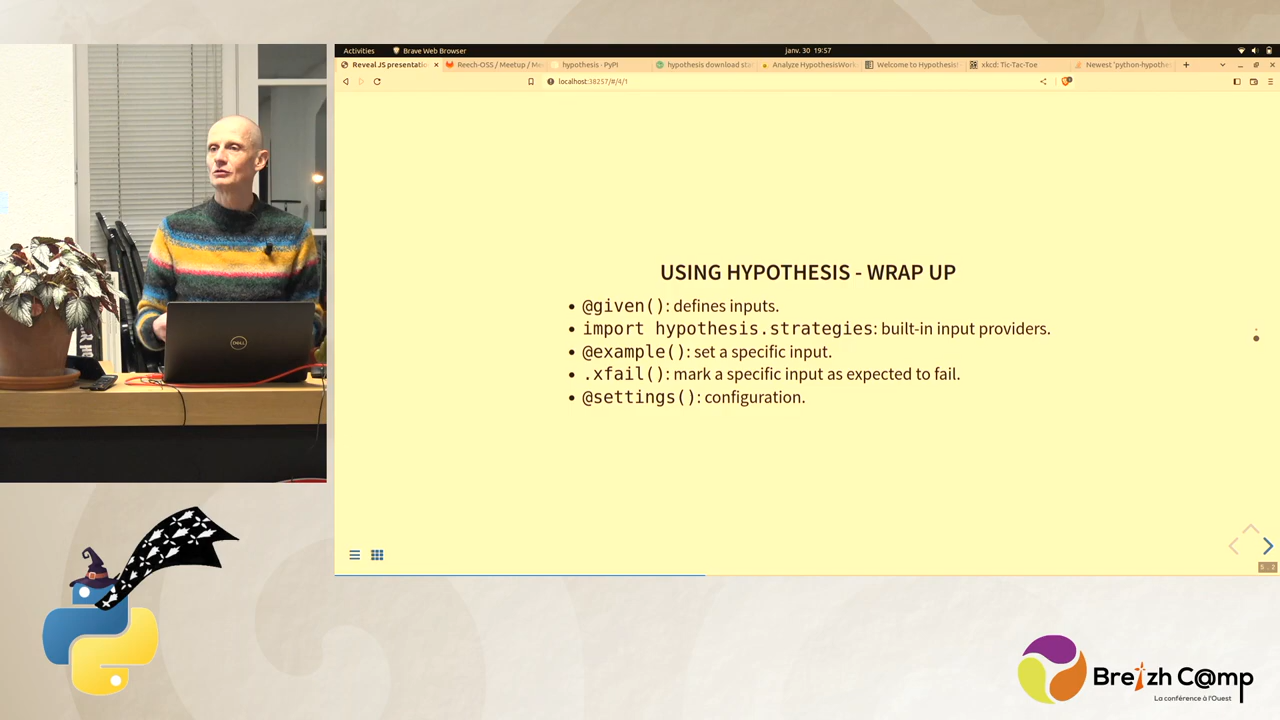 Activities
Brave Web Browser
janv. 30 19:57
Reveal JS presentatio
Reech-OSS / Meetup / Me
hypothesis · PyPI
hypothesis download sta
Analyze HypothesisWork
Welcome to Hypothesis!
xkcd: Tic-Tac-Toe
Newest 'python-hypothe
localhost:38257/#/4/1
USING HYPOTHESIS - WRAP UP
• @given(): defines inputs.
• import hypothesis.strategies: built-in input providers.
• @example(): set a specific input.
• .xfail(): mark a specific input as expected to fail.
• @settings(): configuration.
5 . 2
DELL
Breizh C@mp
La conférence à l'Ouest